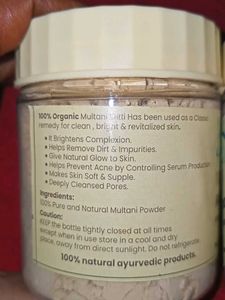 100% Organic Multani Mitti Has been used as a Classic
remedy for clean , bright & revitalized skin.
• It Brightens Complexion.
• Helps Remove Dirt & Impurities.
• Give Natural Glow to Skin.
• Helps Prevent Acne by Controlling Serum Production
• Makes Skin Soft & Supple.
• Deeply Cleansed Pores.
Ingredients:
100% Pure and Natural Multani Powder
Caution:
KEEP the bottle tightly closed at all times
except when in use store in a cool and dry
place, away from direct sunlight. Do not refrigerate
100% natural ayurvedic products.